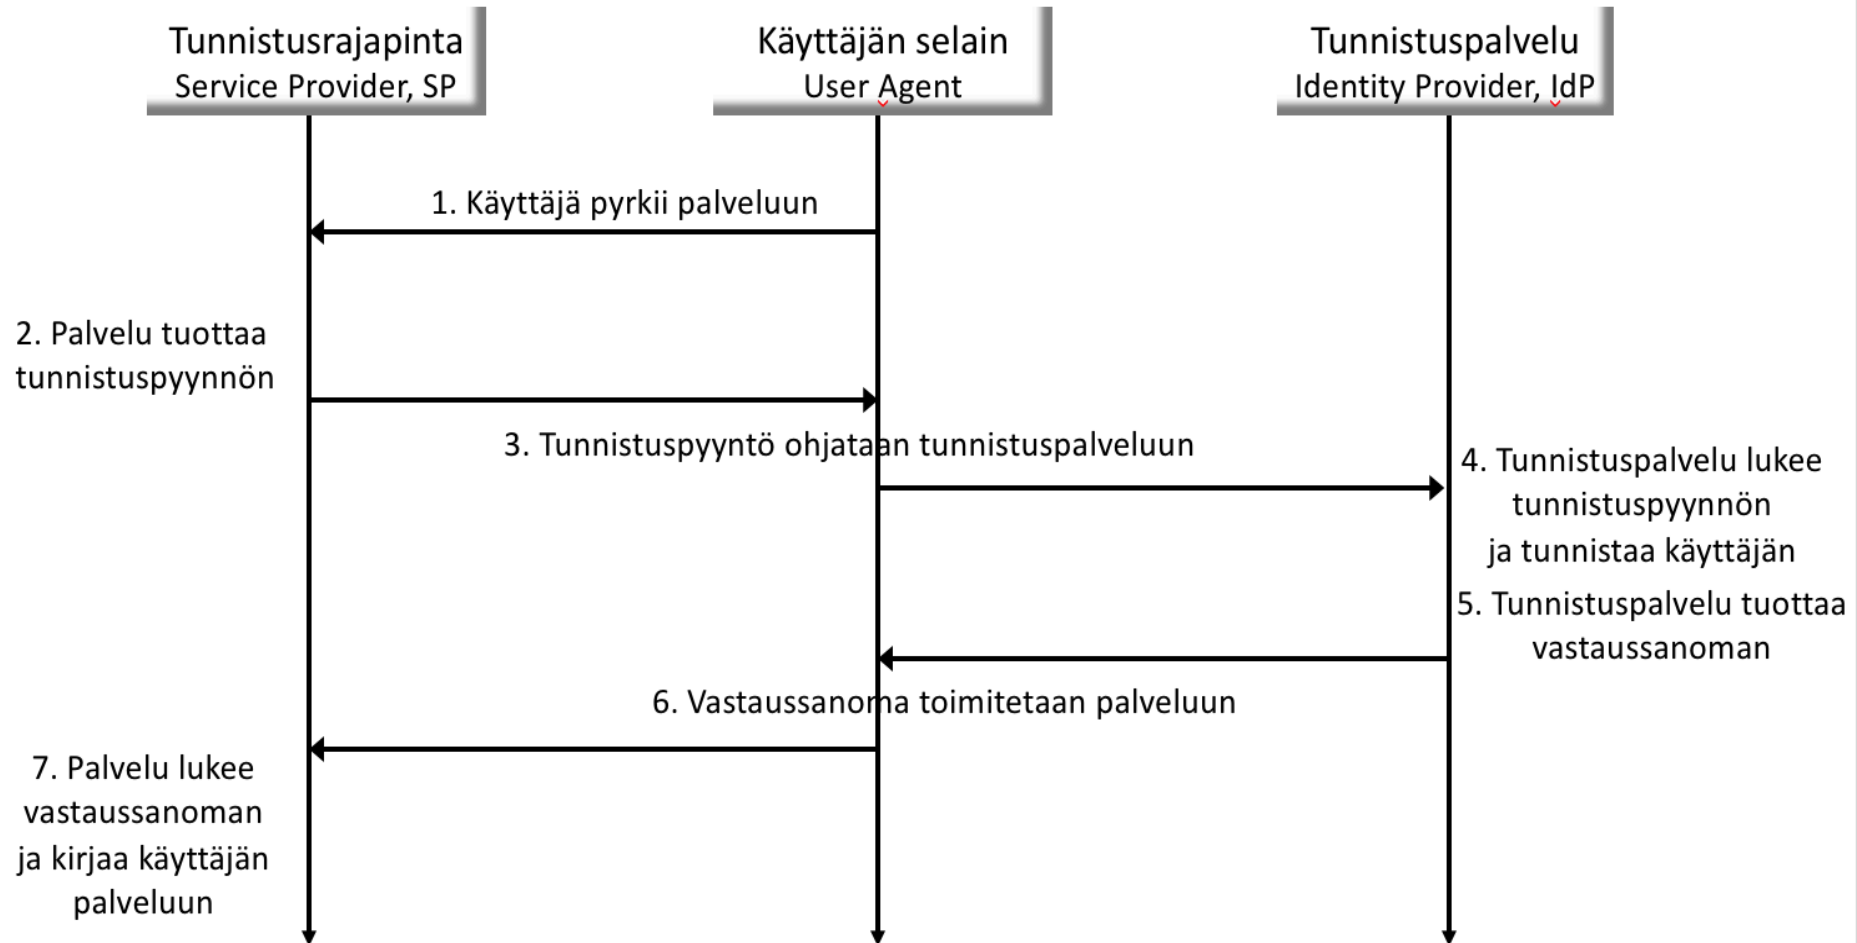 Tunnistusrajapinta
Service Provider, SP
Käyttäjän selain
User Agent
Tunnistuspalvelu
Identity Provider, IdP
1. Käyttäjä pyrkii palveluun
2. Palvelu tuottaa
tunnistuspyynnön
3. Tunnistuspyyntö ohjataan tunnistuspalveluun
4. Tunnistuspalvelu lukee
tunnistuspyynnön
ja tunnistaa käyttäjän
5. Tunnistuspalvelu tuottaa
vastaussanoman
6. Vastaussanoma toimitetaan palveluun
7. Palvelu lukee
vastaussanoman
ja kirjaa käyttäjän
palveluun